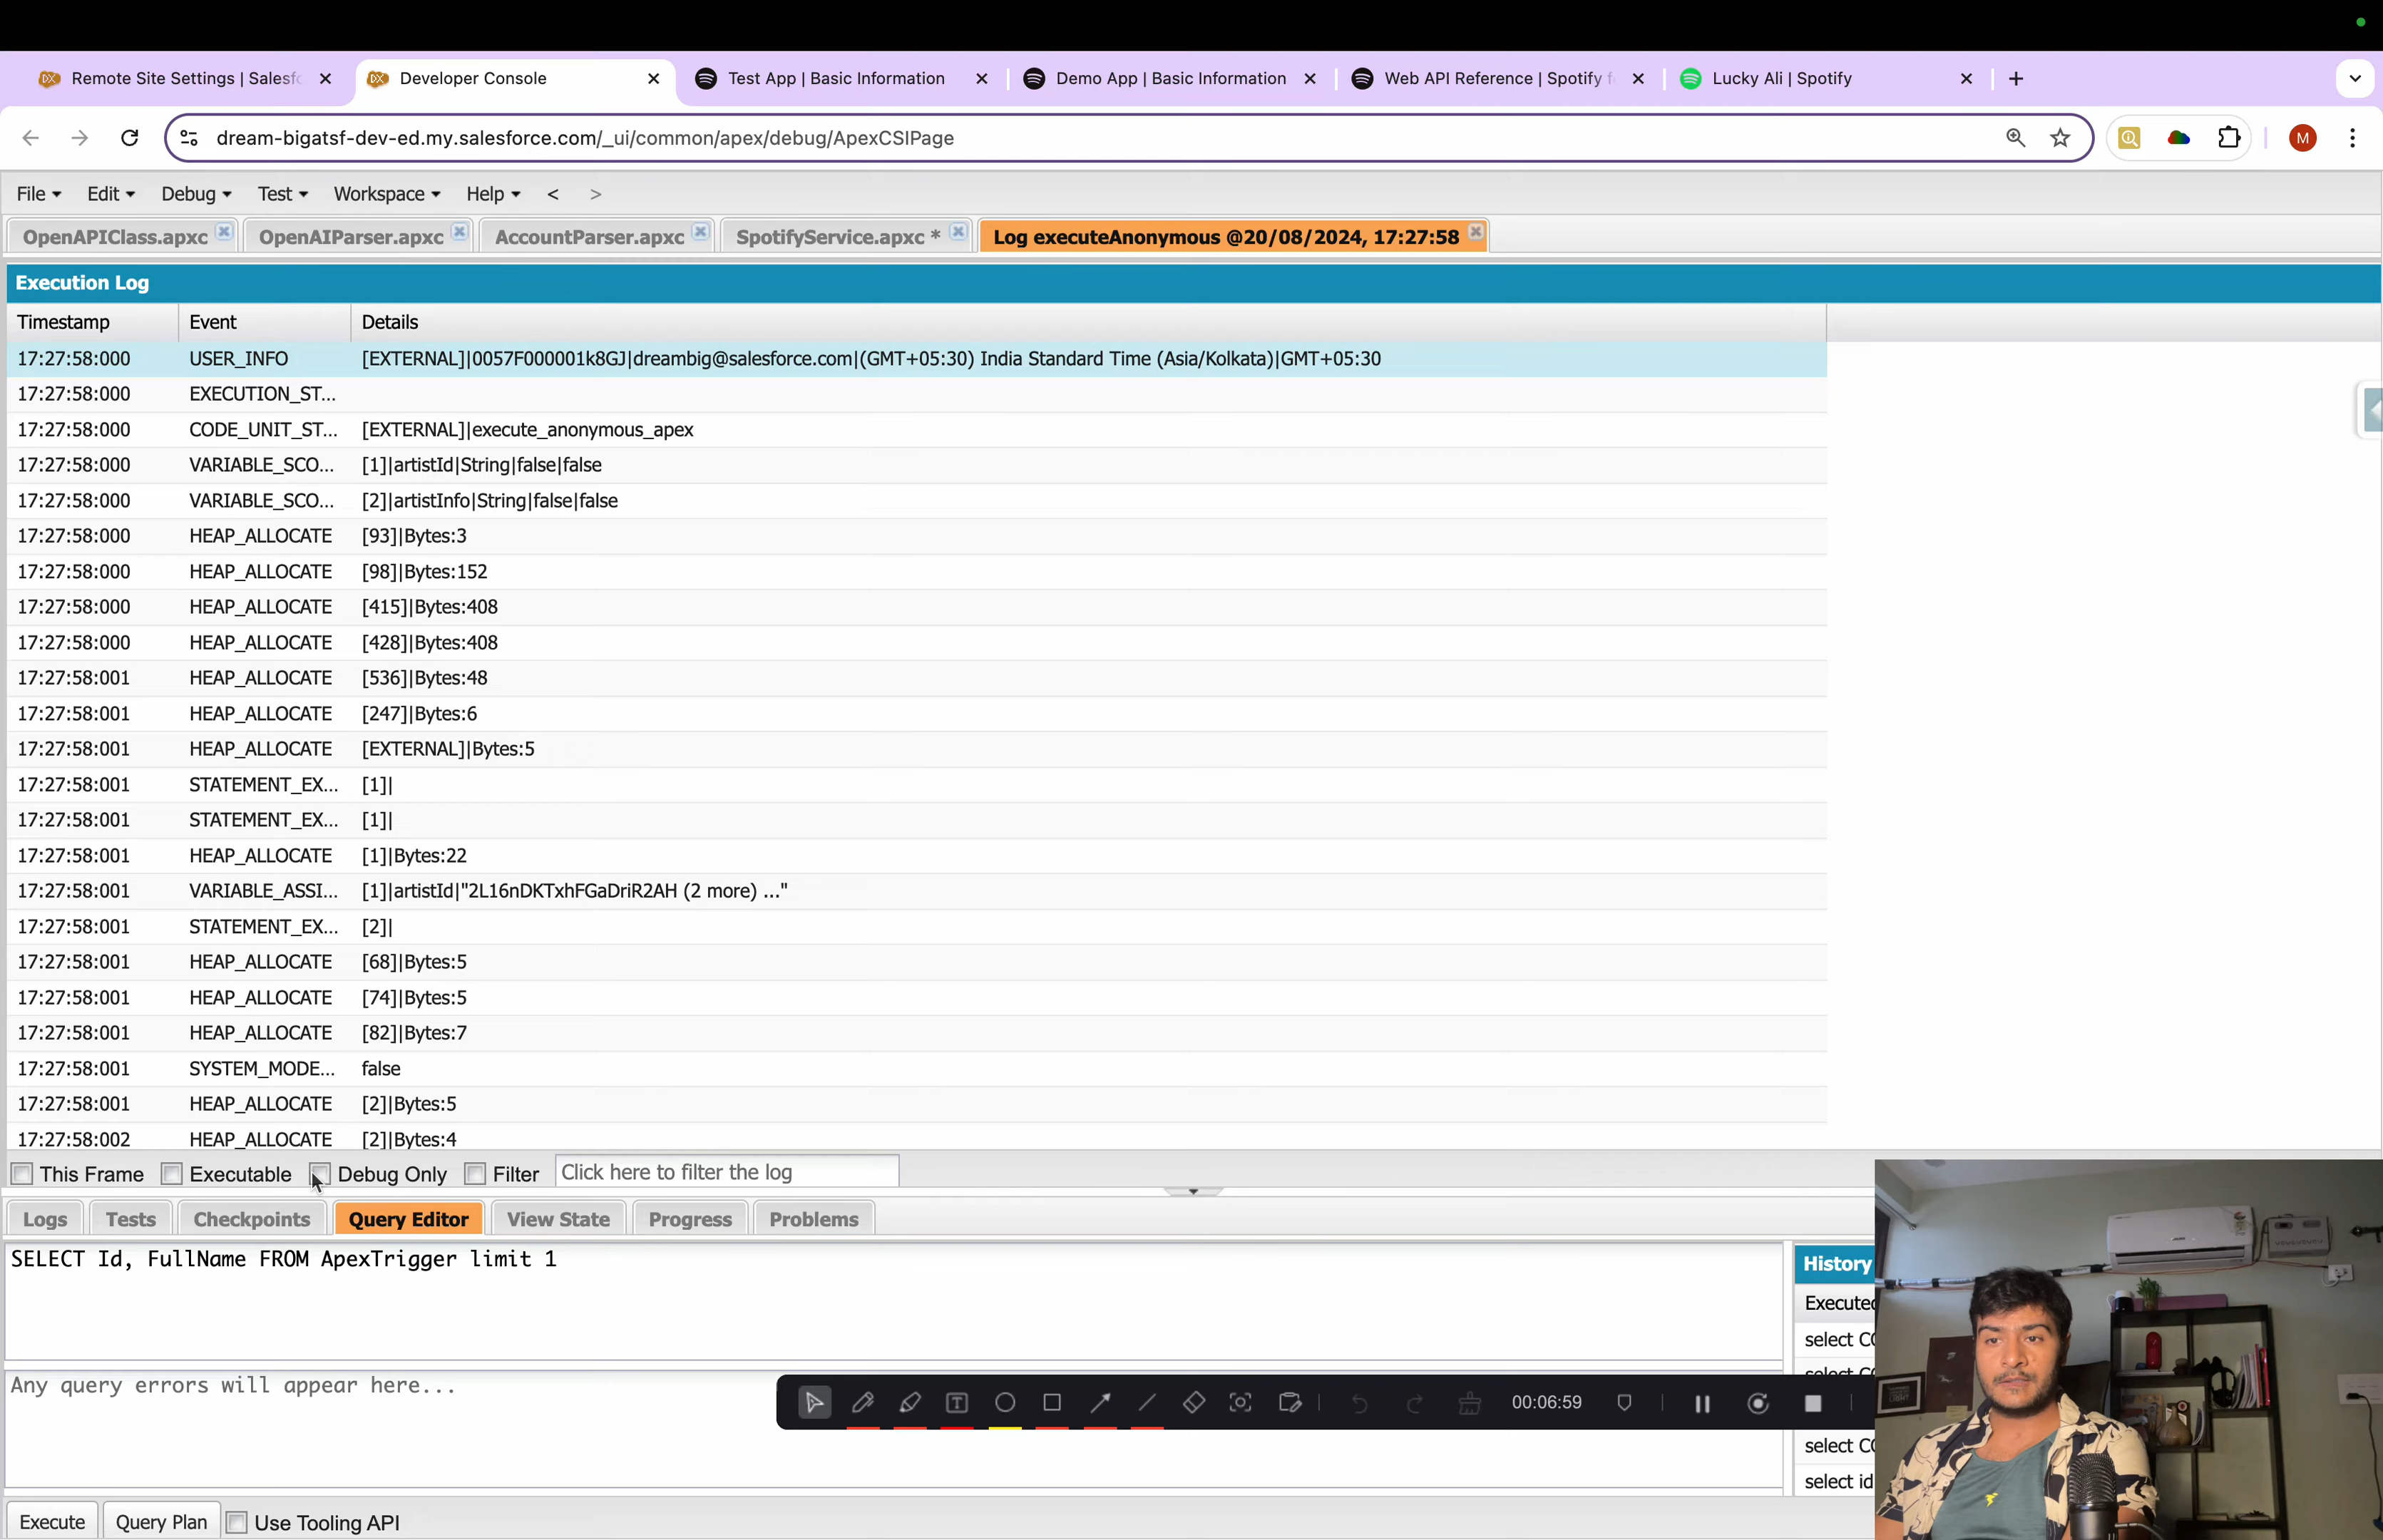 Remote Site Settings | Salesfo
Developer Console
Test App | Basic Information
Demo App | Basic Information
Web API Reference | Spotify f
Lucky Ali | Spotify
dream-bigatsf-dev-ed.my.salesforce.com/_ui/common/apex/debug/ApexCSIPage
M
File Edit Debug Test Workspace Help < >
OpenAPIClass.apxc
OpenAIParser.apxc
AccountParser.apxc
SpotifyService.apxc *
Log executeAnonymous @20/08/2024, 17:27:58
Execution Log
Timestamp Event Details
17:27:58:000 USER_INFO [EXTERNAL]|0057F000001k8GJ|dreambig@salesforce.com|(GMT+05:30) India Standard Time (Asia/Kolkata)|GMT+05:30
17:27:58:000 EXECUTION_ST...
17:27:58:000 CODE_UNIT_ST... [EXTERNAL]|execute_anonymous_apex
17:27:58:000 VARIABLE_SCO... [1]|artistId|String|false|false
17:27:58:000 VARIABLE_SCO... [2]|artistInfo|String|false|false
17:27:58:000 HEAP_ALLOCATE [93]|Bytes:3
17:27:58:000 HEAP_ALLOCATE [98]|Bytes:152
17:27:58:000 HEAP_ALLOCATE [415]|Bytes:408
17:27:58:000 HEAP_ALLOCATE [428]|Bytes:408
17:27:58:001 HEAP_ALLOCATE [536]|Bytes:48
17:27:58:001 HEAP_ALLOCATE [247]|Bytes:6
17:27:58:001 HEAP_ALLOCATE [EXTERNAL]|Bytes:5
17:27:58:001 STATEMENT_EX... [1]|
17:27:58:001 STATEMENT_EX... [1]|
17:27:58:001 HEAP_ALLOCATE [1]|Bytes:22
17:27:58:001 VARIABLE_ASSI... [1]|artistId|"2L16nDKTxhFGaDriR2AH (2 more) ..."
17:27:58:001 STATEMENT_EX... [2]|
17:27:58:001 HEAP_ALLOCATE [68]|Bytes:5
17:27:58:001 HEAP_ALLOCATE [74]|Bytes:5
17:27:58:001 HEAP_ALLOCATE [82]|Bytes:7
17:27:58:001 SYSTEM_MODE... false
17:27:58:001 HEAP_ALLOCATE [2]|Bytes:5
17:27:58:002 HEAP_ALLOCATE [2]|Bytes:4
This Frame Executable Debug Only Filter Click here to filter the log
Logs Tests Checkpoints Query Editor View State Progress Problems
SELECT Id, FullName FROM ApexTrigger limit 1
History
Executed
select CO
Any query errors will appear here...
00:06:59
select CO
select id
Execute Query Plan Use Tooling API